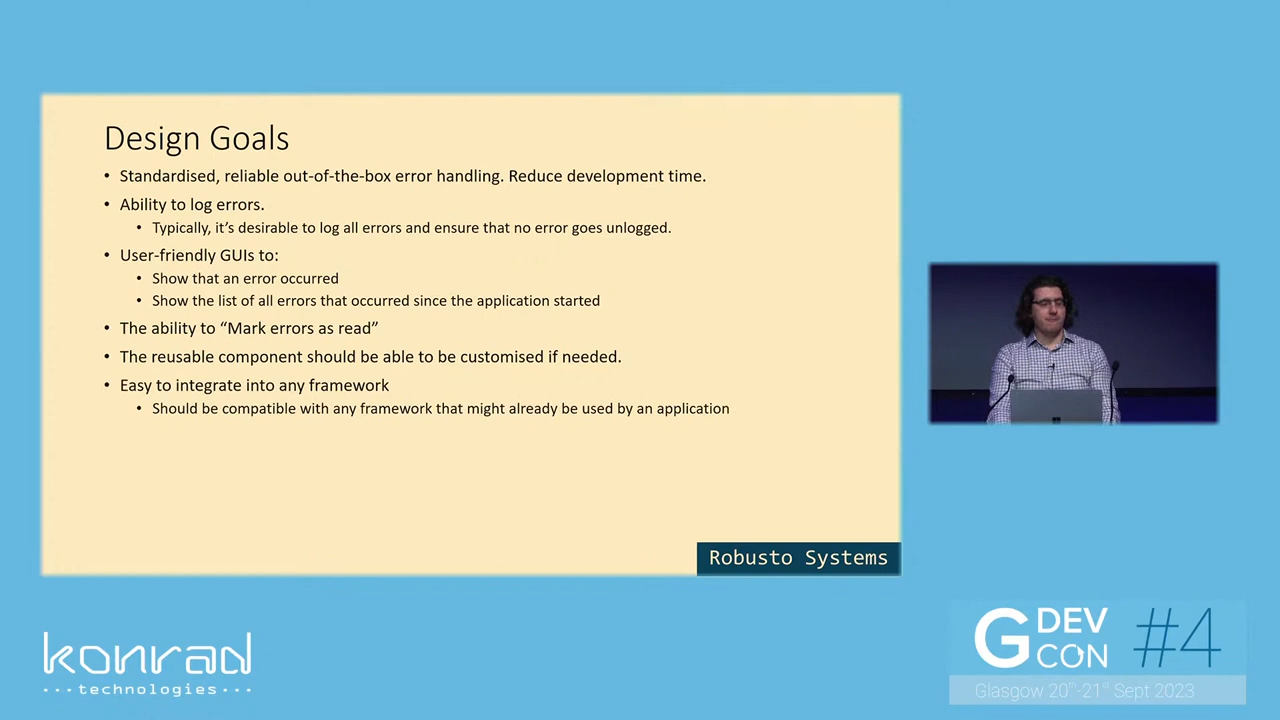 Design Goals
• Standardised, reliable out-of-the-box error handling. Reduce development time.
• Ability to log errors.
• Typically, it’s desirable to log all errors and ensure that no error goes unlogged.
• User-friendly GUIs to:
• Show that an error occurred
• Show the list of all errors that occurred since the application started
• The ability to “Mark errors as read”
• The reusable component should be able to be customised if needed.
• Easy to integrate into any framework
• Should be compatible with any framework that might already be used by an application
Robusto Systems
konrad
technologies
G DEV CON #4
Glasgow 20th-21st Sept 2023